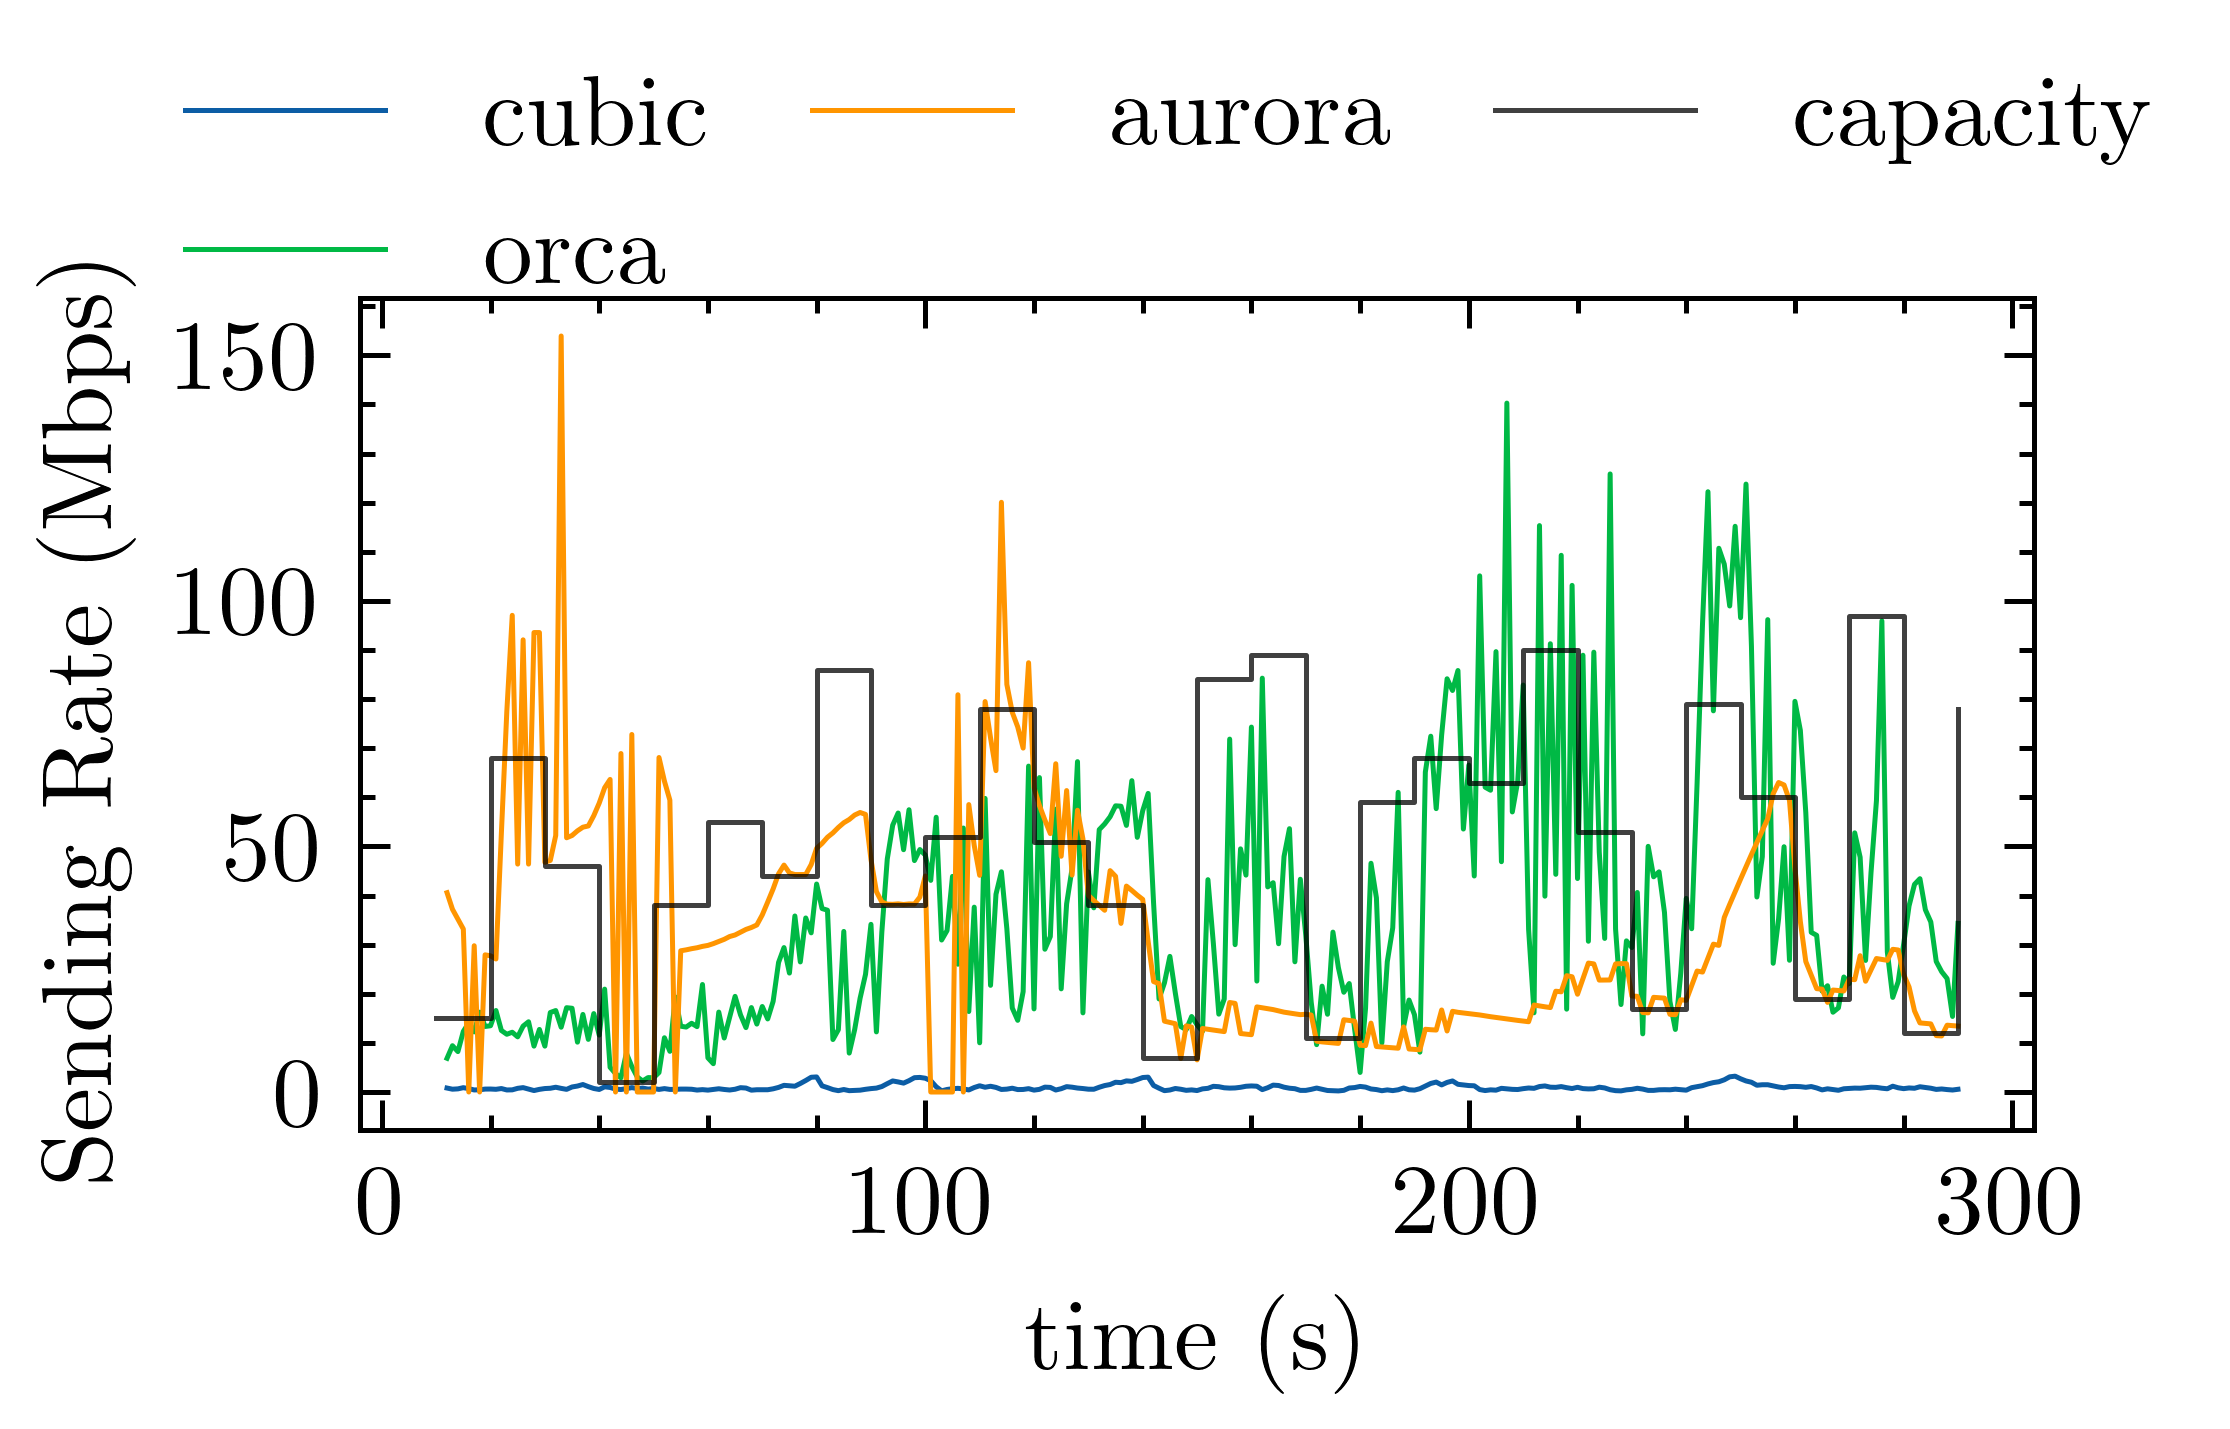 cubic aurora capacity
orca
Sending Rate (Mbps)
150
100
50
0
0 100 200 300
time (s)